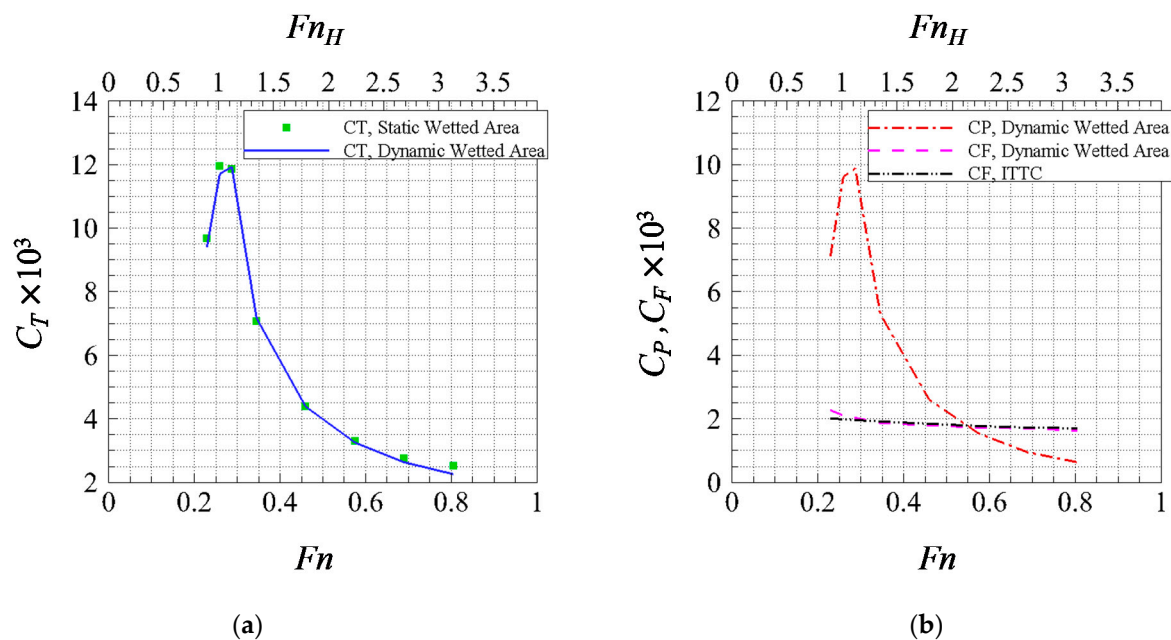 Fn_H
0 0.5 1 1.5 2 2.5 3 3.5
14
12
10
8
6
4
2
C_T ×10³
CT, Static Wetted Area
CT, Dynamic Wetted Area
0 0.2 0.4 0.6 0.8 1
Fn
(a)
Fn_H
0 0.5 1 1.5 2 2.5 3 3.5
12
10
8
6
4
2
0
C_P, C_F ×10³
CP, Dynamic Wetted Area
CF, Dynamic Wetted Area
CF, ITTC
0 0.2 0.4 0.6 0.8 1
Fn
(b)